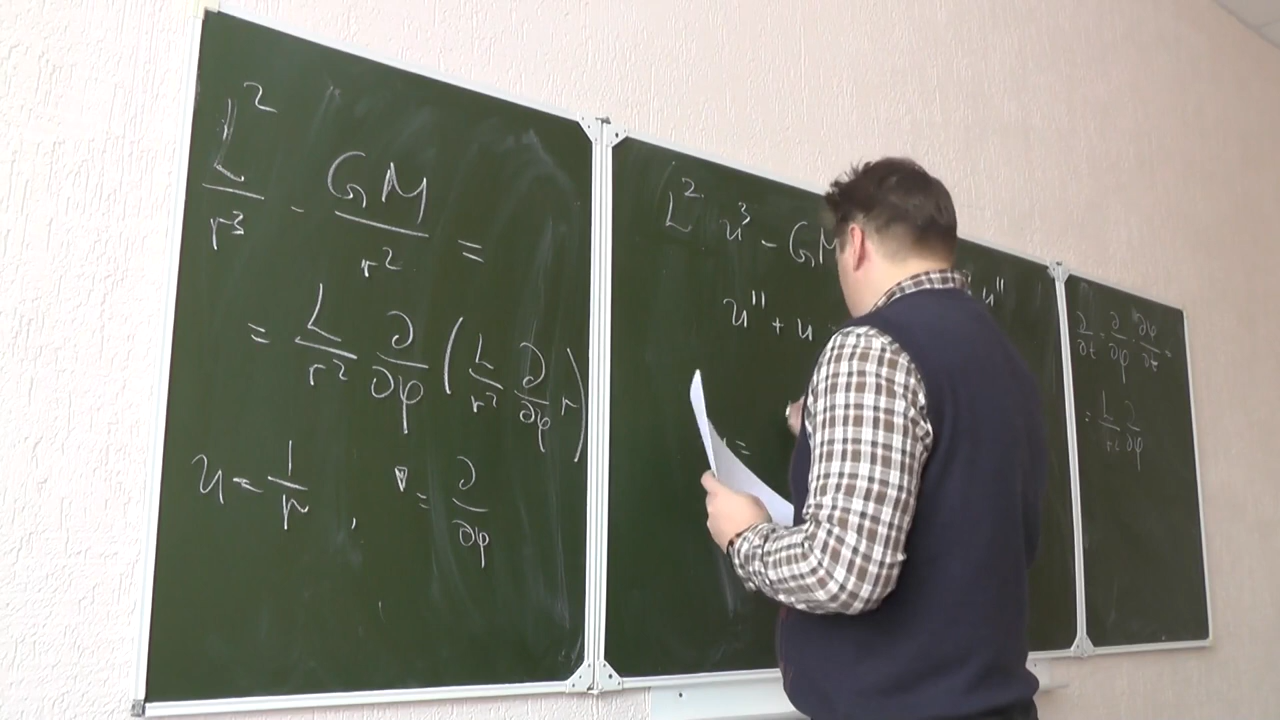 L² / r³ - GM / r² =
= L / r² ∂ / ∂φ ( L / r² ∂ / ∂φ r )
u = 1 / r , ' = ∂ / ∂φ
L² u³ - GM u''
u'' + u
=
∂ / ∂t = ∂ / ∂φ ∂φ / ∂t =
= L / r² ∂ / ∂φ